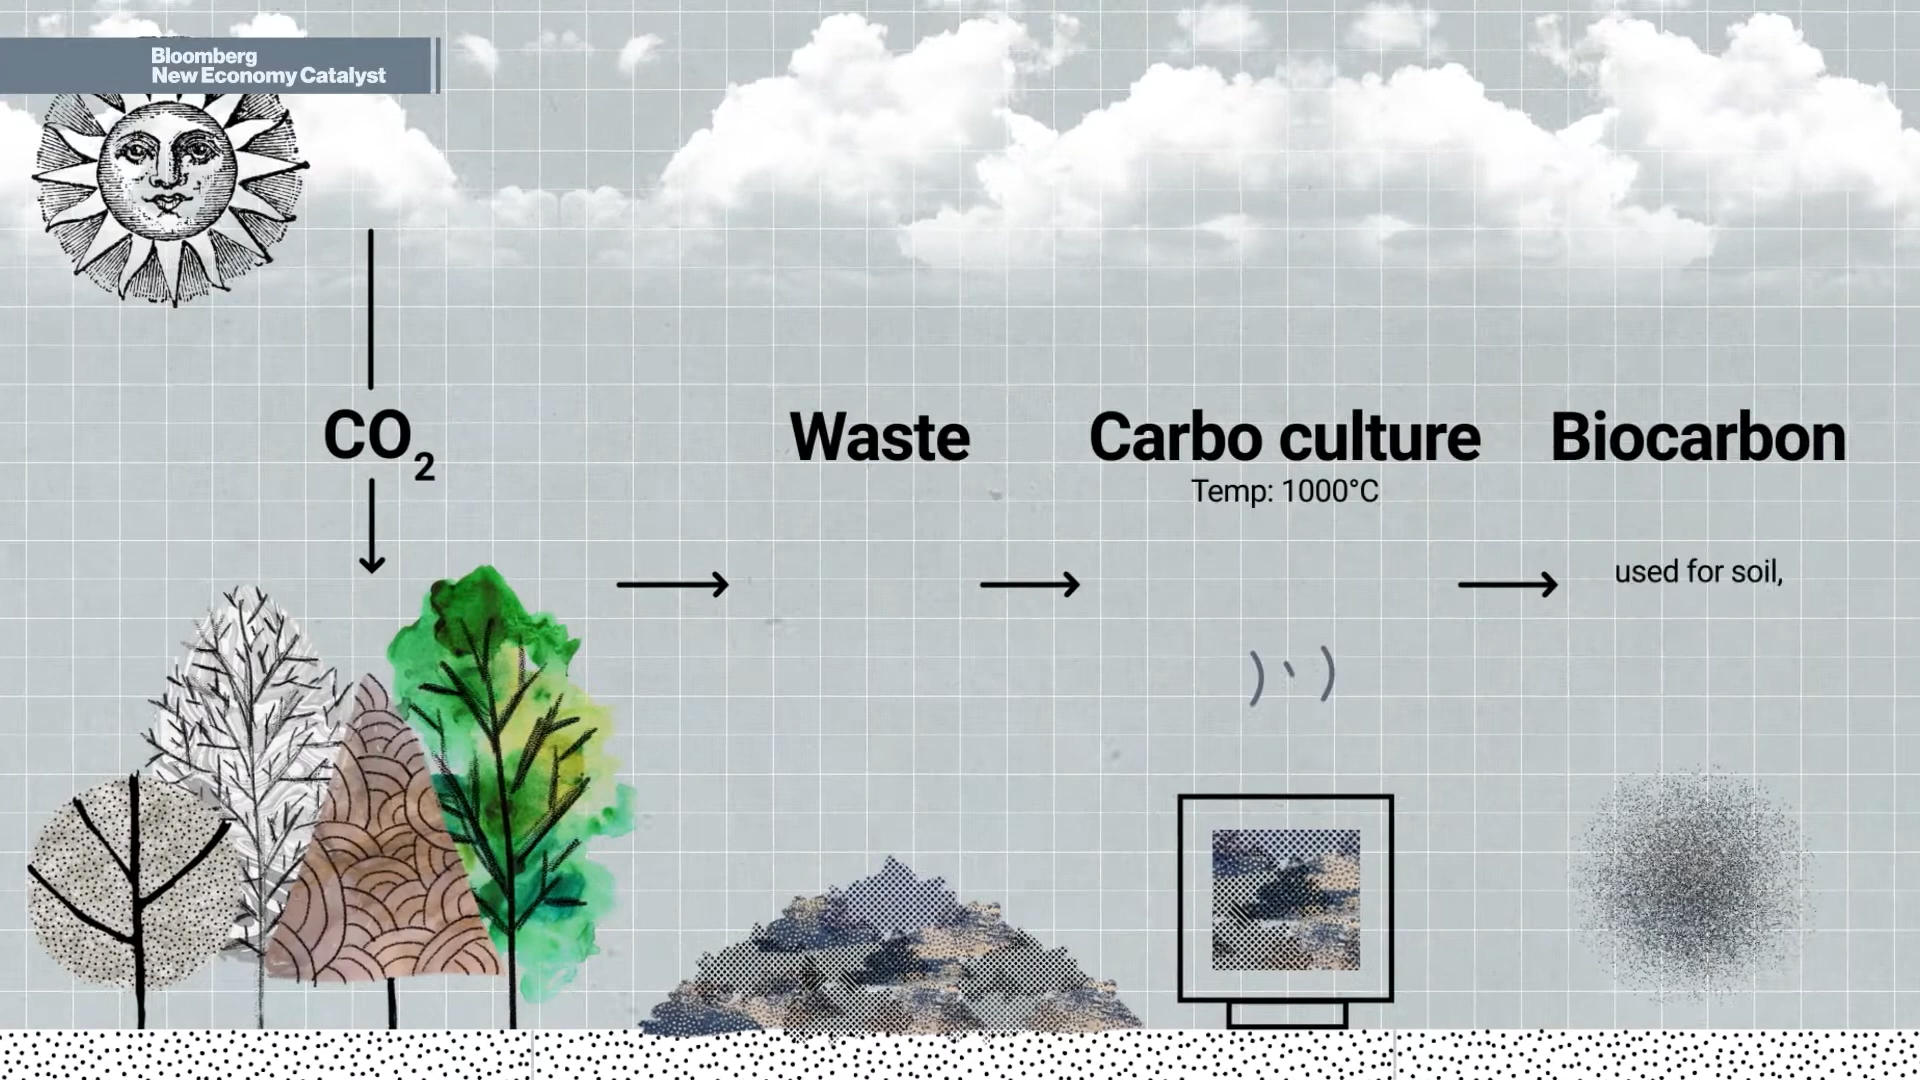 Bloomberg
New Economy Catalyst
CO₂
Waste
Carbo culture
Temp: 1000°C
Biocarbon
used for soil,